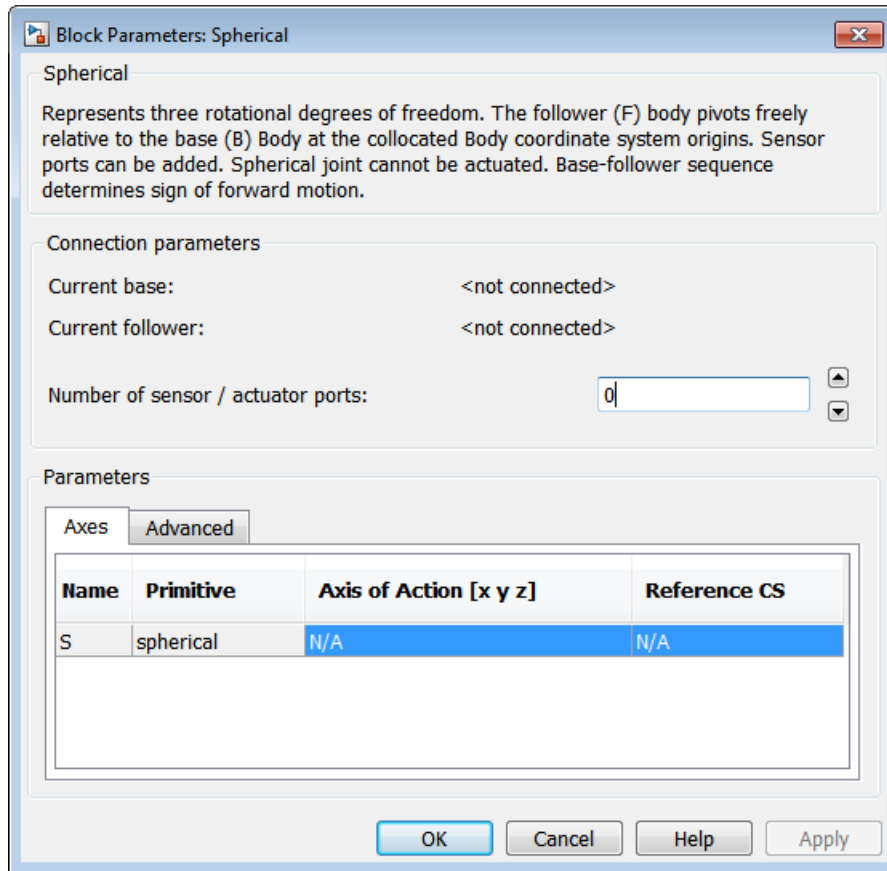 Block Parameters: Spherical
Spherical
Represents three rotational degrees of freedom. The follower (F) body pivots freely
relative to the base (B) Body at the collocated Body coordinate system origins. Sensor
ports can be added. Spherical joint cannot be actuated. Base-follower sequence
determines sign of forward motion.
Connection parameters
Current base: <not connected>
Current follower: <not connected>
Number of sensor / actuator ports: 0
Parameters
Axes Advanced
Name Primitive Axis of Action [x y z] Reference CS
S spherical N/A N/A
OK Cancel Help Apply